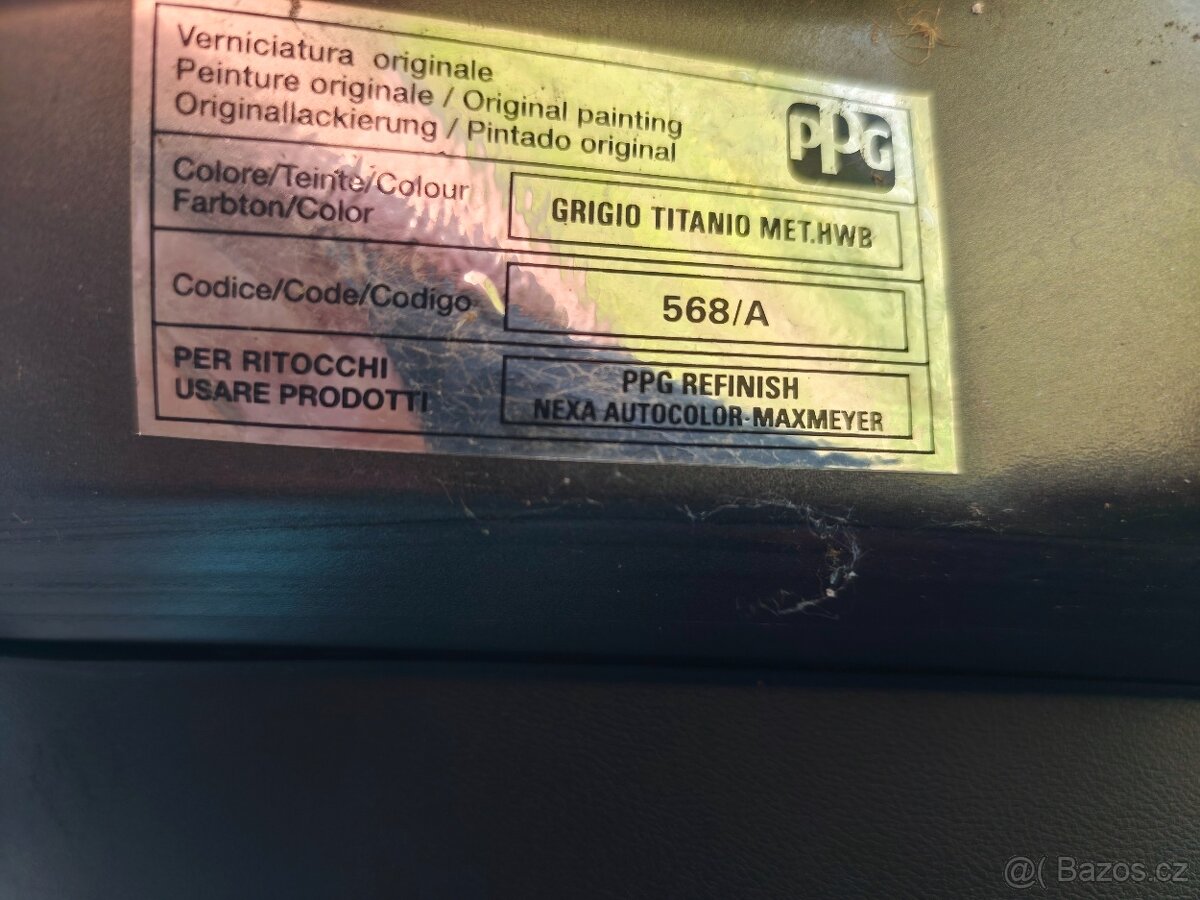 Verniciatura originale
Peinture originale / Original painting
Originallackierung / Pintado original
PPG
Colore/Teinte/Colour
Farbton/Color
GRIGIO TITANIO MET.HWB
Codice/Code/Codigo
568/A
PER RITOCCHI
USARE PRODOTTI
PPG REFINISH
NEXA AUTOCOLOR-MAXMEYER
@( Bazos.cz